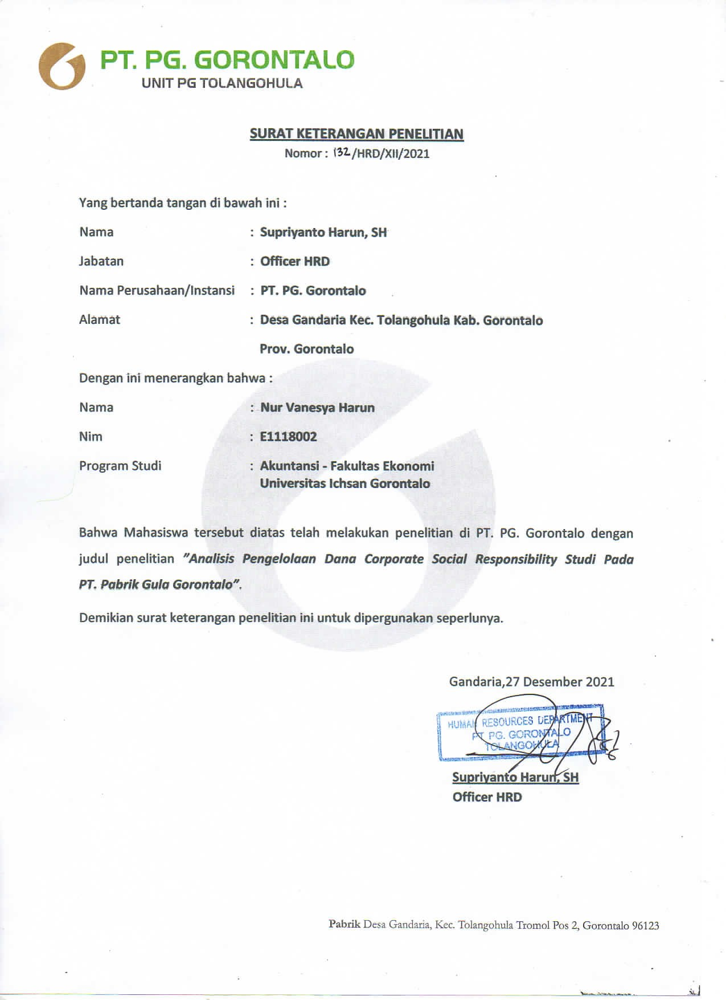 PT. PG. GORONTALO
UNIT PG TOLANGOHULA
SURAT KETERANGAN PENELITIAN
Nomor : 132/HRD/XII/2021
Yang bertanda tangan di bawah ini :
Nama : Supriyanto Harun, SH
Jabatan : Officer HRD
Nama Perusahaan/Instansi : PT. PG. Gorontalo
Alamat : Desa Gandaria Kec. Tolangohula Kab. Gorontalo
Prov. Gorontalo
Dengan ini menerangkan bahwa :
Nama : Nur Vanesya Harun
Nim : E1118002
Program Studi : Akuntansi - Fakultas Ekonomi
Universitas Ichsan Gorontalo
Bahwa Mahasiswa tersebut diatas telah melakukan penelitian di PT. PG. Gorontalo dengan
judul penelitian "Analisis Pengelolaan Dana Corporate Social Responsibility Studi Pada
PT. Pabrik Gula Gorontalo".
Demikian surat keterangan penelitian ini untuk dipergunakan seperlunya.
Gandaria,27 Desember 2021
HUMAN RESOURCES DEPARTMENT
PT PG. GORONTALO
TOLANGOHULA
Supriyanto Harun, SH
Officer HRD
Pabrik Desa Gandaria, Kec. Tolangohula Tromol Pos 2, Gorontalo 96123